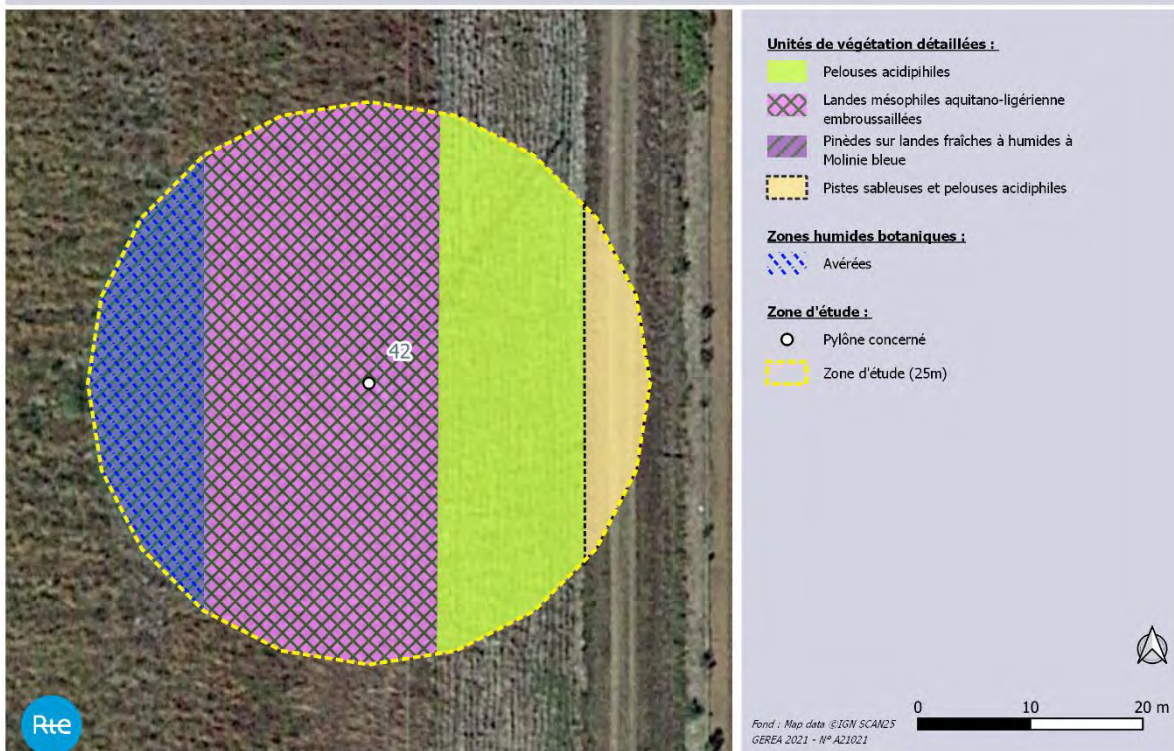 42
Rte
Unités de végétation détaillées :
Pelouses acidipihiles
Landes mésophiles aquitano-ligérienne
embroussaillées
Pinèdes sur landes fraîches à humides à
Molinie bleue
Pistes sableuses et pelouses acidiphiles
Zones humides botaniques :
Avérées
Zone d'étude :
Pylône concerné
Zone d'étude (25m)
0 10 20 m
Fond : Map data ©IGN SCAN25
GEREA 2021 - N° A21021